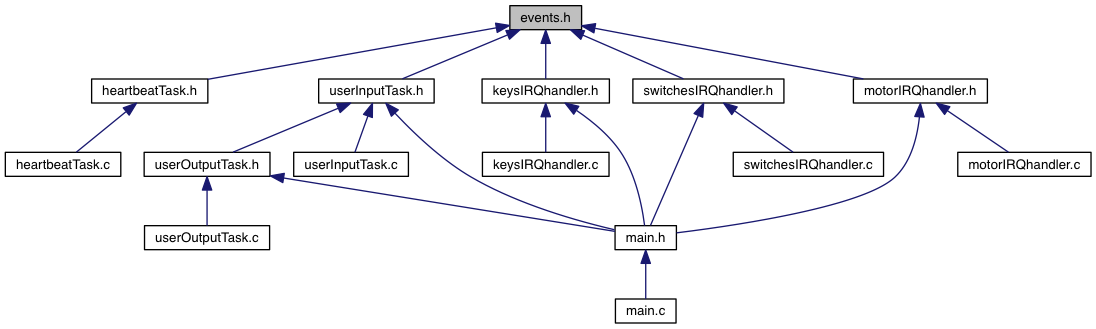 events.h
heartbeatTask.h
userInputTask.h
keysIRQhandler.h
switchesIRQhandler.h
motorIRQhandler.h
heartbeatTask.c
userOutputTask.h
userInputTask.c
keysIRQhandler.c
switchesIRQhandler.c
motorIRQhandler.c
userOutputTask.c
main.h
main.c